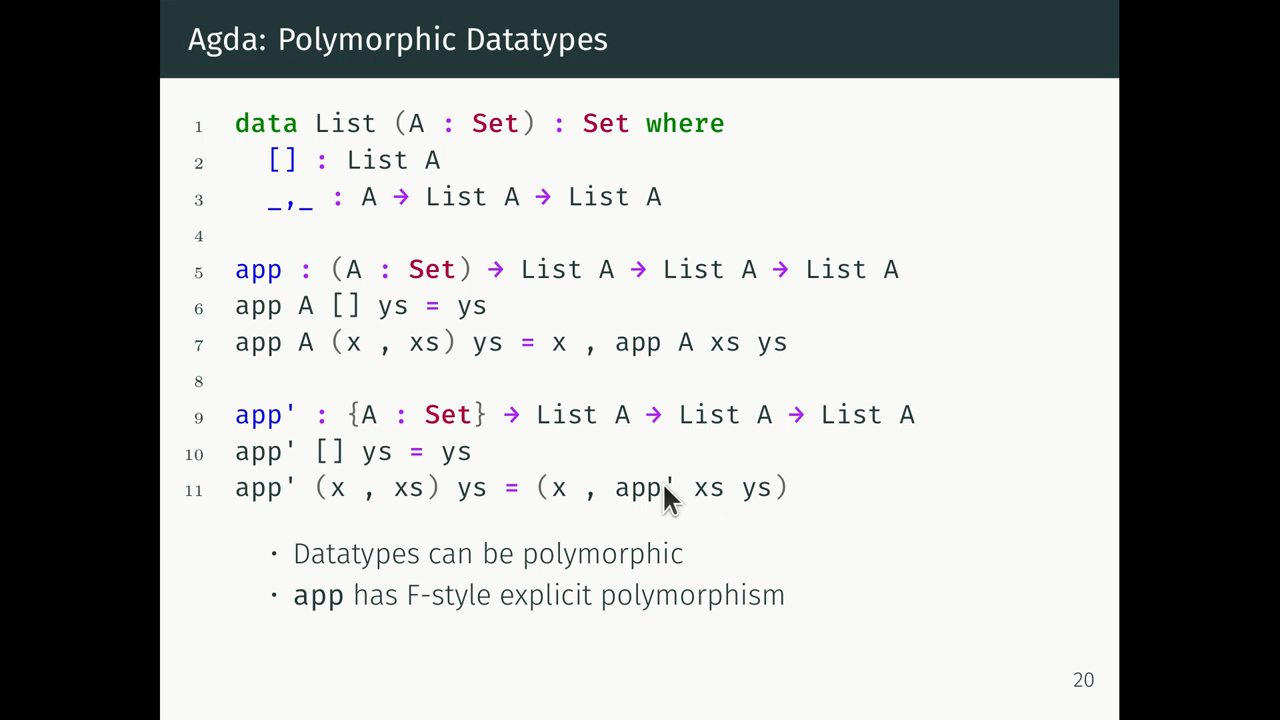 Agda: Polymorphic Datatypes
1 data List (A : Set) : Set where
2 [] : List A
3 _,_ : A → List A → List A
4
5 app : (A : Set) → List A → List A → List A
6 app A [] ys = ys
7 app A (x , xs) ys = x , app A xs ys
8
9 app' : {A : Set} → List A → List A → List A
10 app' [] ys = ys
11 app' (x , xs) ys = (x , app' xs ys)
· Datatypes can be polymorphic
· app has F-style explicit polymorphism
20